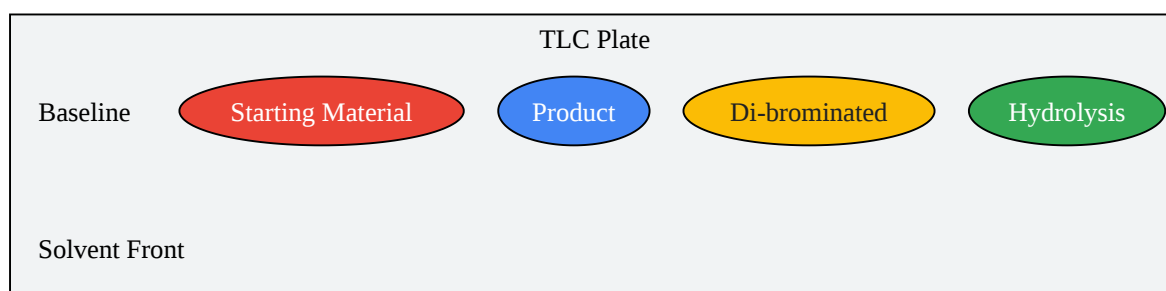 TLC Plate
Baseline Starting Material Product Di-brominated Hydrolysis
Solvent Front